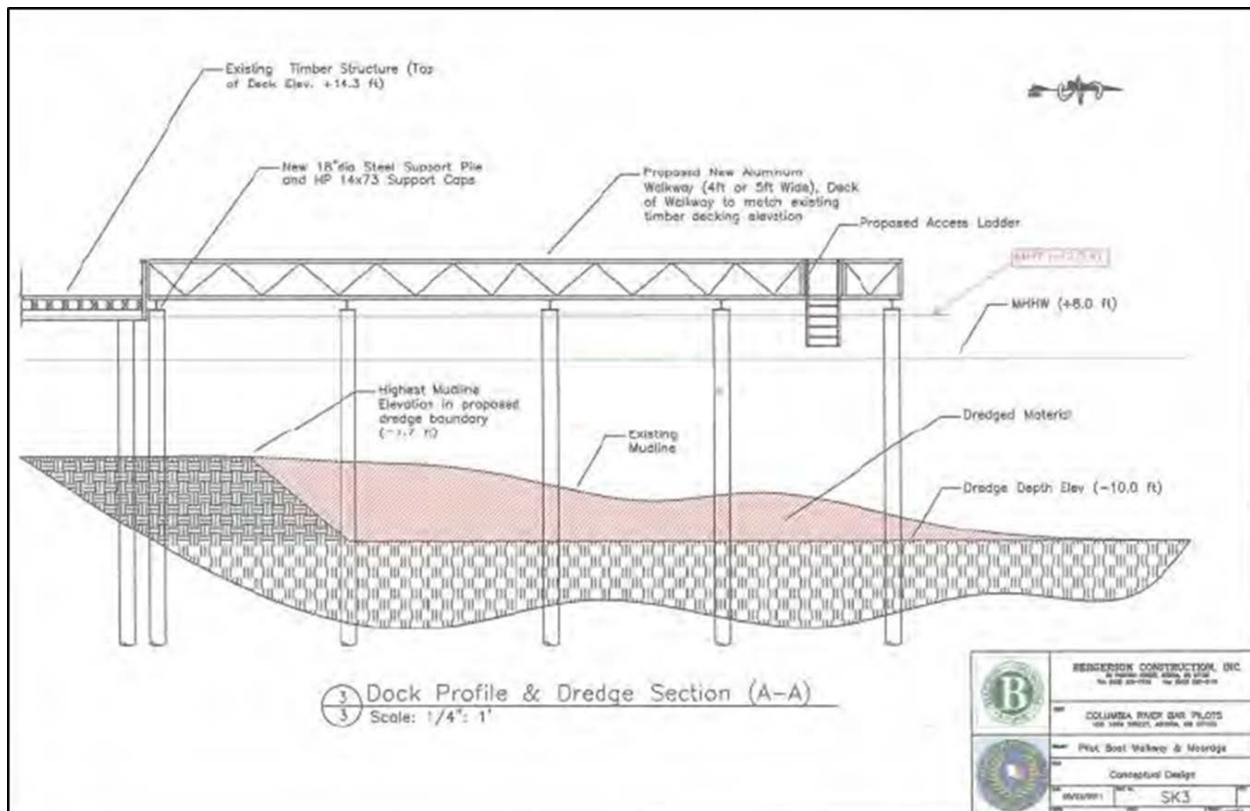 Existing Timber Structure (Top
of Deck Elev. +14.3 ft)
New 18"dia Steel Support Pile
and HP 14x73 Support Caps
Proposed New Aluminum
Walkway (4ft or 5ft Wide), Deck
of Walkway to match existing
timber decking elevation
Proposed Access Ladder
MHHW (+8.0 ft)
Highest Mudline
Elevation in proposed
dredge boundary
Existing
Mudline
Dredged Material
Dredge Depth Elev (-10.0 ft)
3
3
Dock Profile & Dredge Section (A-A)
Scale: 1/4": 1'
B
BERGERSON CONSTRUCTION, INC.
COLUMBIA RIVER BAR PILOTS
Pilot Boat Walkway & Moorage
Conceptual Design
SK3